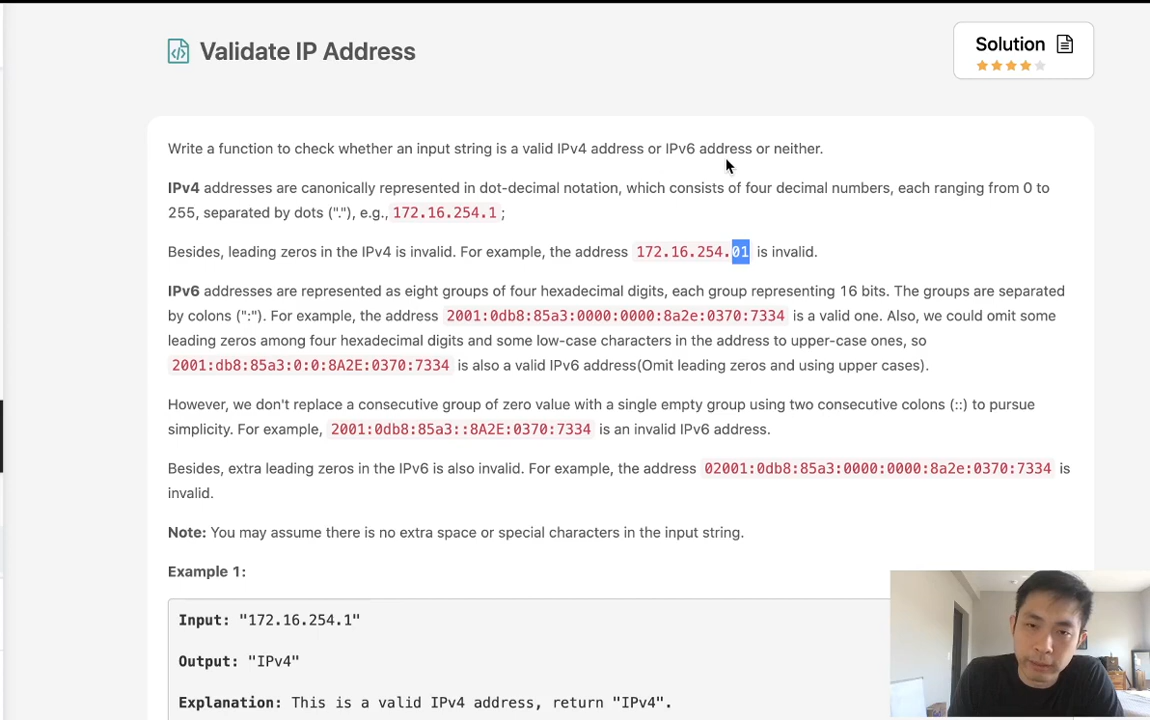 Validate IP Address
Solution
Write a function to check whether an input string is a valid IPv4 address or IPv6 address or neither.
IPv4 addresses are canonically represented in dot-decimal notation, which consists of four decimal numbers, each ranging from 0 to
255, separated by dots ("."), e.g., 172.16.254.1 ;
Besides, leading zeros in the IPv4 is invalid. For example, the address 172.16.254.01 is invalid.
IPv6 addresses are represented as eight groups of four hexadecimal digits, each group representing 16 bits. The groups are separated
by colons (":"). For example, the address 2001:0db8:85a3:0000:0000:8a2e:0370:7334 is a valid one. Also, we could omit some
leading zeros among four hexadecimal digits and some low-case characters in the address to upper-case ones, so
2001:db8:85a3:0:0:8A2E:0370:7334 is also a valid IPv6 address(Omit leading zeros and using upper cases).
However, we don't replace a consecutive group of zero value with a single empty group using two consecutive colons (::) to pursue
simplicity. For example, 2001:0db8:85a3::8A2E:0370:7334 is an invalid IPv6 address.
Besides, extra leading zeros in the IPv6 is also invalid. For example, the address 02001:0db8:85a3:0000:0000:8a2e:0370:7334 is
invalid.
Note: You may assume there is no extra space or special characters in the input string.
Example 1:
Input: "172.16.254.1"
Output: "IPv4"
Explanation: This is a valid IPv4 address, return "IPv4".